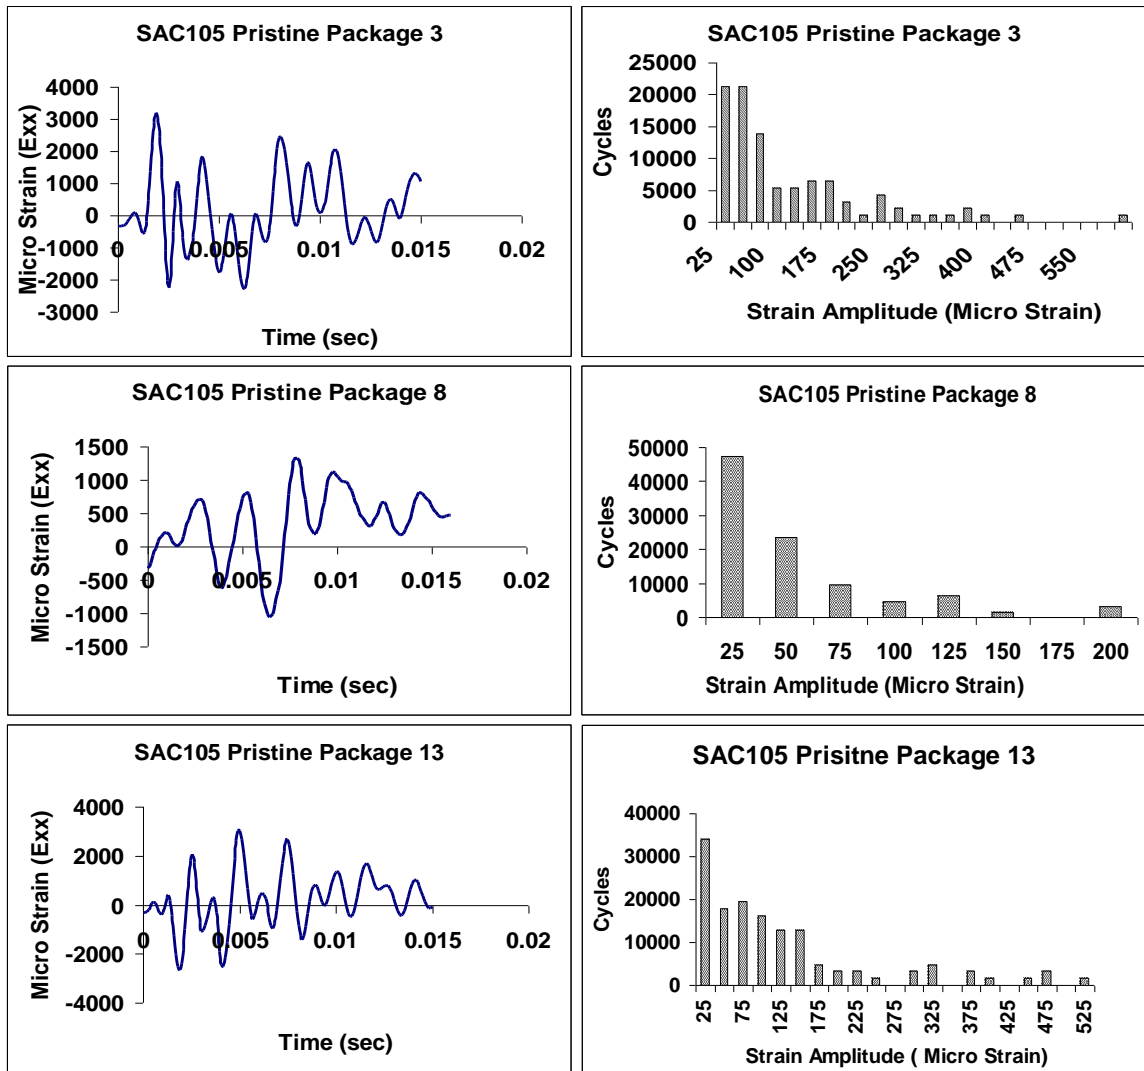 SAC105 Pristine Package 3
Micro Strain (Exx)
4000
3000
2000
1000
0
-1000
-2000
-3000
0 0.005 0.01 0.015 0.02
Time (sec)
SAC105 Pristine Package 3
Cycles
25000
20000
15000
10000
5000
0
25 100 175 250 325 400 475 550
Strain Amplitude (Micro Strain)
SAC105 Pristine Package 8
Micro Strain (Exx)
1500
1000
500
0
-500
-1000
-1500
0 0.005 0.01 0.015 0.02
Time (sec)
SAC105 Pristine Package 8
Cycles
50000
40000
30000
20000
10000
0
25 50 75 100 125 150 175 200
Strain Amplitude (Micro Strain)
SAC105 Pristine Package 13
Micro Strain (Exx)
4000
2000
0
-2000
-4000
0 0.005 0.01 0.015 0.02
Time (sec)
SAC105 Prisitne Package 13
Cycles
40000
30000
20000
10000
0
25 75 125 175 225 275 325 375 425 475 525
Strain Amplitude ( Micro Strain)